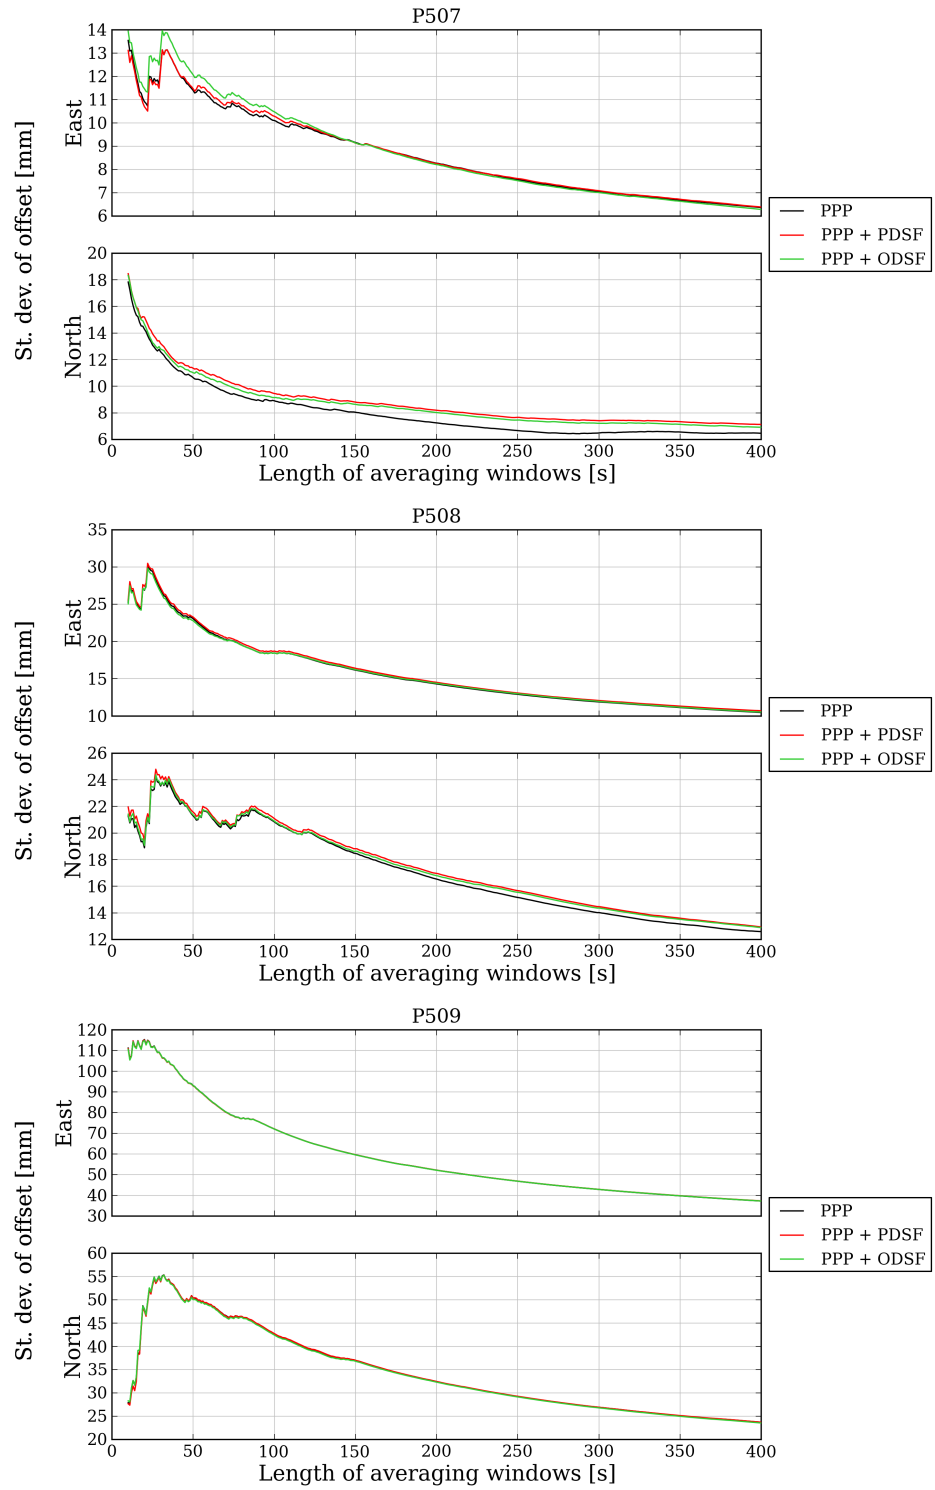 P507
14
13
12
11
10
9
8
7
6
East
20
18
16
14
12
10
8
6
North
0 50 100 150 200 250 300 350 400
Length of averaging windows [s]
St. dev. of offset [mm]
PPP
PPP + PDSF
PPP + ODSF
P508
35
30
25
20
15
10
East
26
24
22
20
18
16
14
12
North
0 50 100 150 200 250 300 350 400
Length of averaging windows [s]
St. dev. of offset [mm]
PPP
PPP + PDSF
PPP + ODSF
P509
120
110
100
90
80
70
60
50
40
30
East
60
55
50
45
40
35
30
25
20
North
0 50 100 150 200 250 300 350 400
Length of averaging windows [s]
St. dev. of offset [mm]
PPP
PPP + PDSF
PPP + ODSF